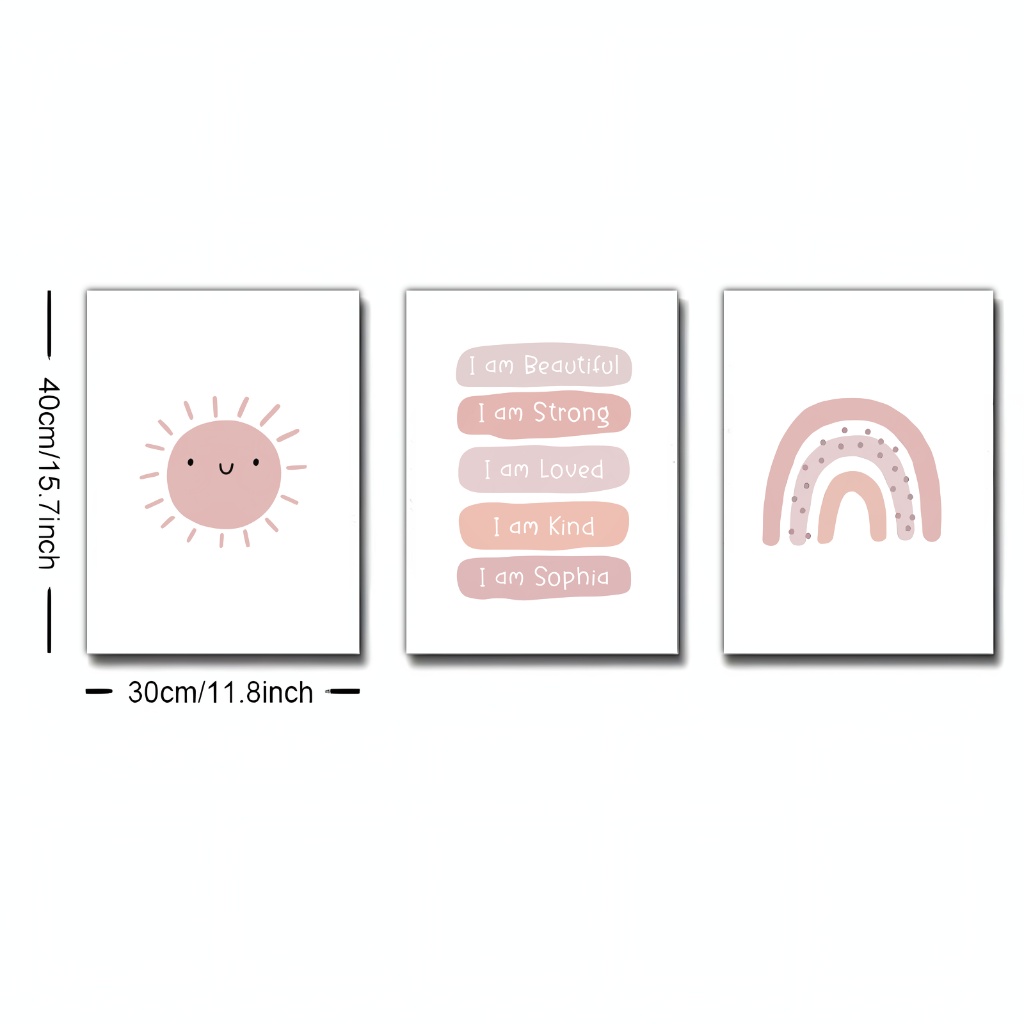 40cm/15.7inch
I am Beautiful
I am Strong
I am Loved
I am Kind
I am Sophia
30cm/11.8inch